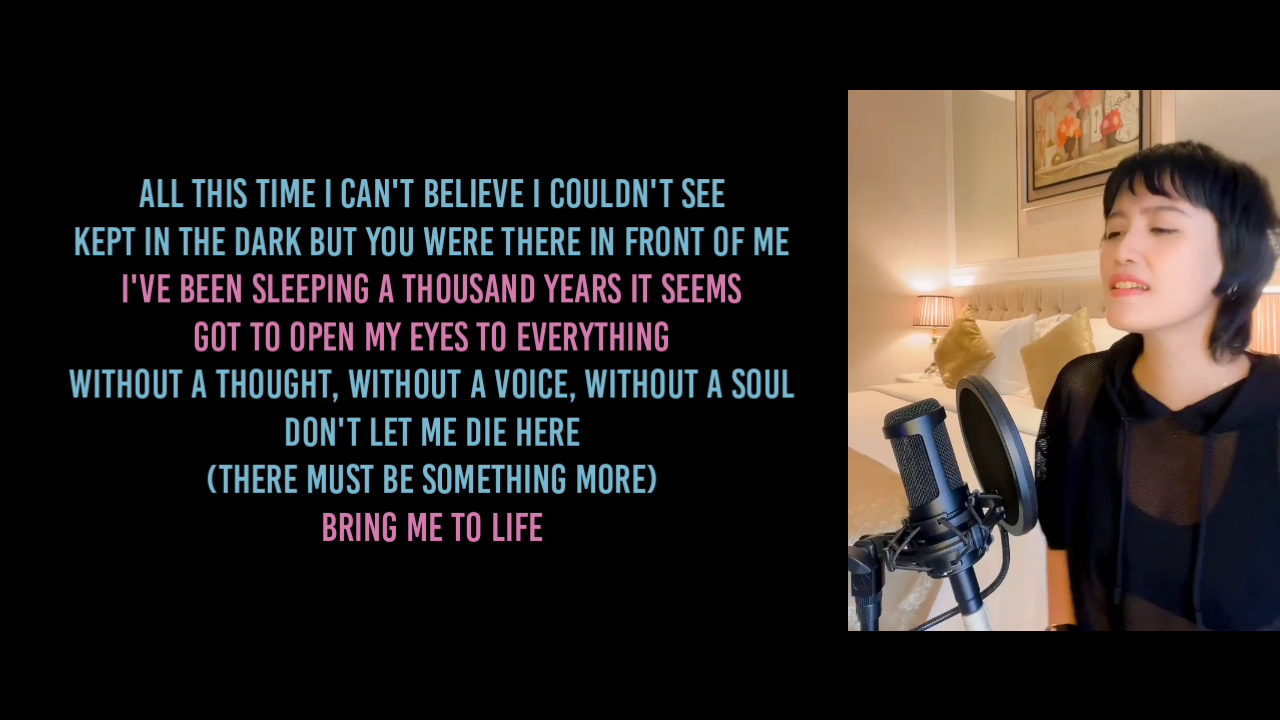 ALL THIS TIME I CAN'T BELIEVE I COULDN'T SEE
KEPT IN THE DARK BUT YOU WERE THERE IN FRONT OF ME
I'VE BEEN SLEEPING A THOUSAND YEARS IT SEEMS
GOT TO OPEN MY EYES TO EVERYTHING
WITHOUT A THOUGHT, WITHOUT A VOICE, WITHOUT A SOUL
DON'T LET ME DIE HERE
(THERE MUST BE SOMETHING MORE)
BRING ME TO LIFE